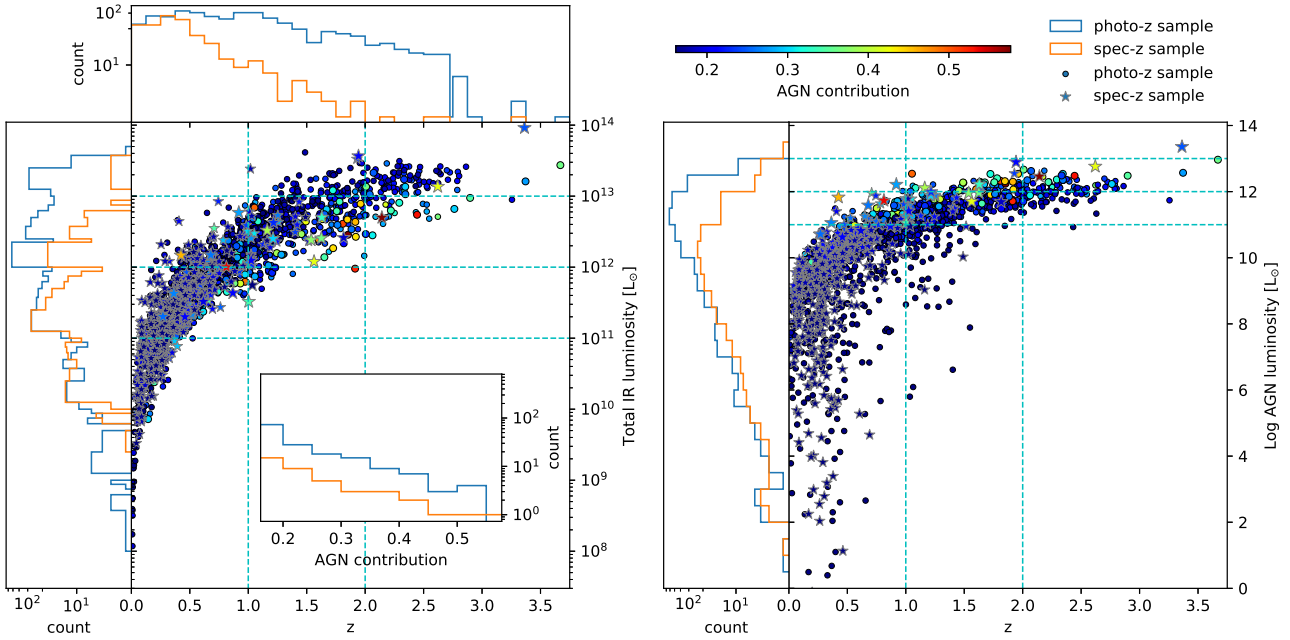 10²
10¹
count
0.2 0.3 0.4 0.5
AGN contribution
photo-z sample
spec-z sample
photo-z sample
spec-z sample
10¹⁴
10¹³
10¹²
10¹¹
10¹⁰
10⁹
10⁸
Total IR luminosity [L⊙]
10²
10¹
10⁰
count
0.2 0.3 0.4 0.5
AGN contribution
10² 10¹
count
0.0 0.5 1.0 1.5 2.0 2.5 3.0 3.5
z
14
12
10
8
6
4
2
0
Log AGN luminosity [L⊙]
10² 10¹
count
0.0 0.5 1.0 1.5 2.0 2.5 3.0 3.5
z